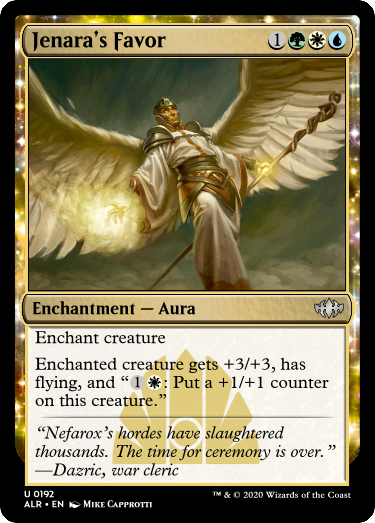 Jenara's Favor 1
Enchantment — Aura
Enchant creature
Enchanted creature gets +3/+3, has
flying, and “1 : Put a +1/+1 counter
on this creature.”
“Nefarox's hordes have slaughtered
thousands. The time for ceremony is over.”
—Dazric, war cleric
U 0192
ALR • EN Mike Capprotti
™ & © 2020 Wizards of the Coast